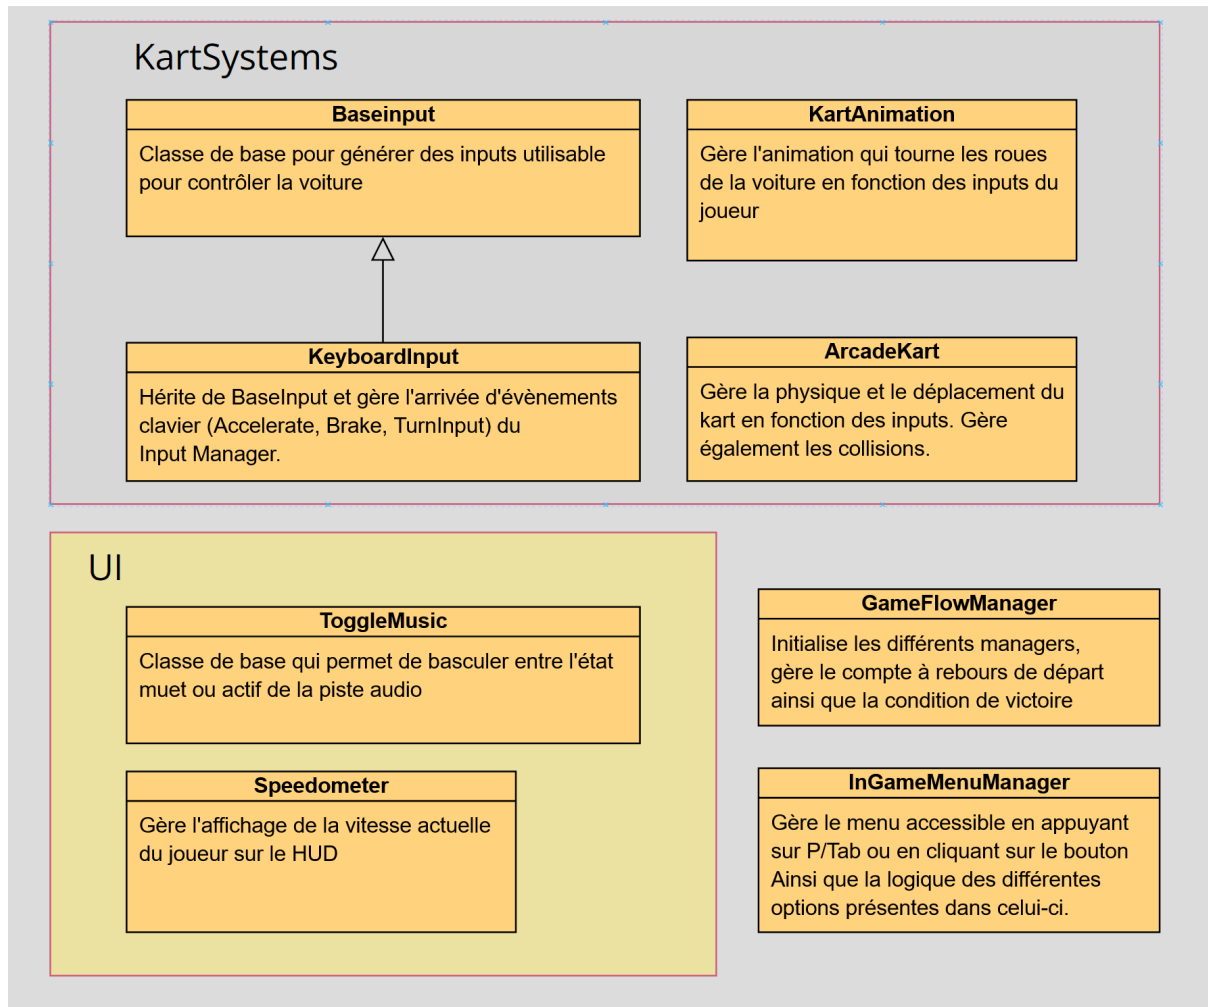 KartSystems
Baseinput
Classe de base pour générer des inputs utilisable
pour contrôler la voiture
KartAnimation
Gère l'animation qui tourne les roues
de la voiture en fonction des inputs du
joueur
KeyboardInput
Hérite de BaseInput et gère l'arrivée d'évènements
clavier (Accelerate, Brake, TurnInput) du
Input Manager.
ArcadeKart
Gère la physique et le déplacement du
kart en fonction des inputs. Gère
également les collisions.
UI
ToggleMusic
Classe de base qui permet de basculer entre l'état
muet ou actif de la piste audio
Speedometer
Gère l'affichage de la vitesse actuelle
du joueur sur le HUD
GameFlowManager
Initialise les différents managers,
gère le compte à rebours de départ
ainsi que la condition de victoire
InGameMenuManager
Gère le menu accessible en appuyant
sur P/Tab ou en cliquant sur le bouton
Ainsi que la logique des différentes
options présentes dans celui-ci.